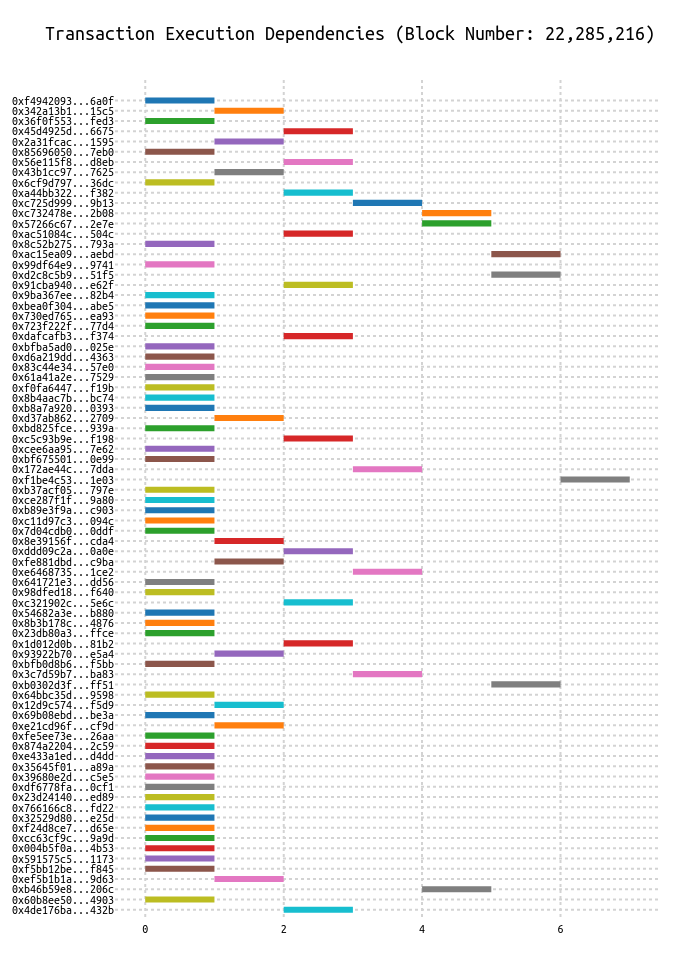 Transaction Execution Dependencies (Block Number: 22,285,216)
0xf4942093...6a0f
0x342a13b1...15c5
0x36f0f553...fed3
0x45d4925d...6675
0x2a31fcac...1595
0x85696050...7eb0
0x56e115f8...d8eb
0x43b1cc97...7625
0x6cf9d797...36dc
0xa44bb322...f382
0xc725d999...9b13
0xc732478e...2b08
0x57266c67...2e7e
0xac51084c...504c
0x8c52b275...793a
0xac15ea09...aebd
0x99df64e9...9741
0xd2c8c5b9...51f5
0x91cba940...e62f
0x9ba367ee...82b4
0xbea0f304...abe5
0x730ed765...ea93
0x723f222f...77d4
0xdafcafb3...f374
0xbfba5ad0...025e
0xd6a219dd...4363
0x83c44e34...57e0
0x61a41a2e...7529
0xf0fa6447...f19b
0x8b4aac7b...bc74
0xb8a7a920...0393
0xd37ab862...2709
0xbd825fce...939a
0xc5c93b9e...f198
0xcee6aa95...7e62
0xbf675501...0e99
0x172ae44c...7dda
0xf1be4c53...1e03
0xb37acf05...797e
0xce287f1f...9a80
0xb89e3f9a...c903
0xc11d97c3...094c
0x7d04cdb0...0ddf
0x8e39156f...cda4
0xddd09c2a...0a0e
0xfe881dbd...c9ba
0xe6468735...1ce2
0x641721e3...dd56
0x98dfed18...f640
0xc321902c...5e6c
0x54682a3e...b880
0x8b3b178c...4876
0x23db80a3...ffce
0x1d012d0b...81b2
0x93922b70...e5a4
0xbfb0d8b6...f5bb
0x3c7d59b7...ba83
0xb0302d3f...ff51
0x64bbc35d...9598
0x12d9c574...f5d9
0x69b08ebd...be3a
0xe21cd96f...cf9d
0xfe5ee73e...26aa
0x874a2204...2c59
0xe433a1ed...d4dd
0x35645f01...a89a
0x39680e2d...c5e5
0xdf6778fa...0cf1
0x23d24140...ed89
0x766166c8...fd22
0x32529d80...e25d
0xf24d8ce7...d65e
0xcc63cf9c...9a9d
0x004b5f0a...4b53
0x591575c5...1173
0xf5bb12be...f845
0xef5b1b1a...9d63
0xb46b59e8...206c
0x60b8ee50...4903
0x4de176ba...432b
0 2 4 6